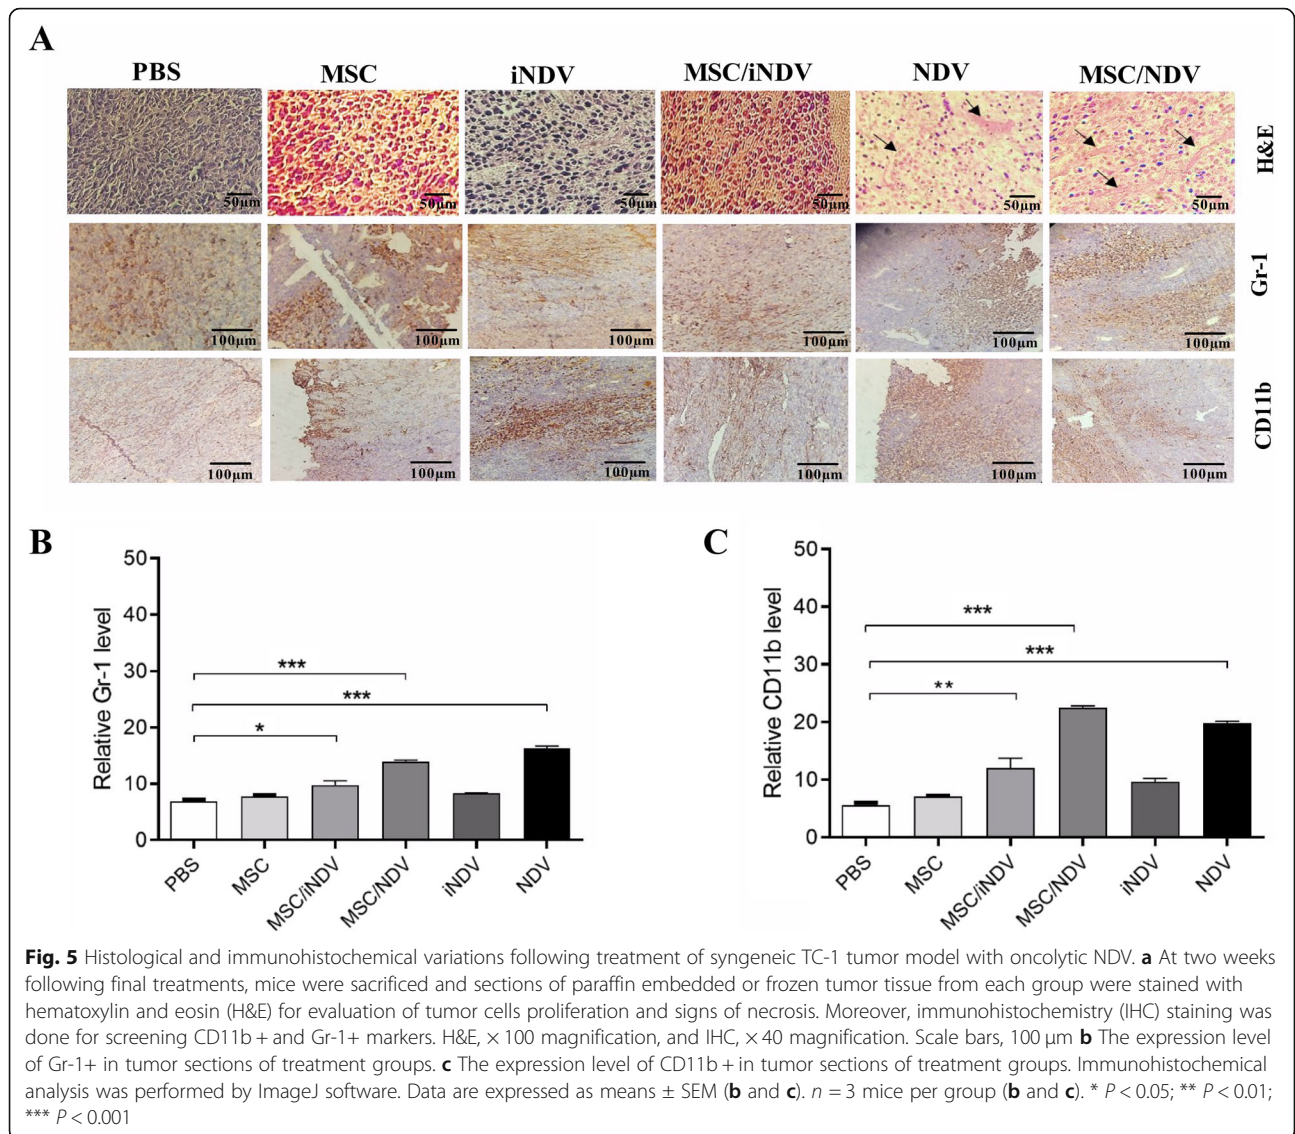 A
PBS MSC iNDV MSC/iNDV NDV MSC/NDV
50µm 50µm 50µm 50µm 50µm 50µm
H&E
100µm 100µm 100µm 100µm 100µm 100µm
Gr-1
100µm 100µm 100µm 100µm 100µm 100µm
CD11b
B
Relative Gr-1 level
50
40
30
20
10
0
***
***
*
PBS MSC MSC/iNDV MSC/NDV iNDV NDV
C
Relative CD11b level
50
40
30
20
10
0
***
***
**
PBS MSC MSC/iNDV MSC/NDV iNDV NDV
Fig. 5 Histological and immunohistochemical variations following treatment of syngeneic TC-1 tumor model with oncolytic NDV. a At two weeks
following final treatments, mice were sacrificed and sections of paraffin embedded or frozen tumor tissue from each group were stained with
hematoxylin and eosin (H&E) for evaluation of tumor cells proliferation and signs of necrosis. Moreover, immunohistochemistry (IHC) staining was
done for screening CD11b + and Gr-1+ markers. H&E, × 100 magnification, and IHC, × 40 magnification. Scale bars, 100 µm b The expression level
of Gr-1+ in tumor sections of treatment groups. c The expression level of CD11b + in tumor sections of treatment groups. Immunohistochemical
analysis was performed by ImageJ software. Data are expressed as means ± SEM (b and c). n = 3 mice per group (b and c). * P < 0.05; ** P < 0.01;
*** P < 0.001